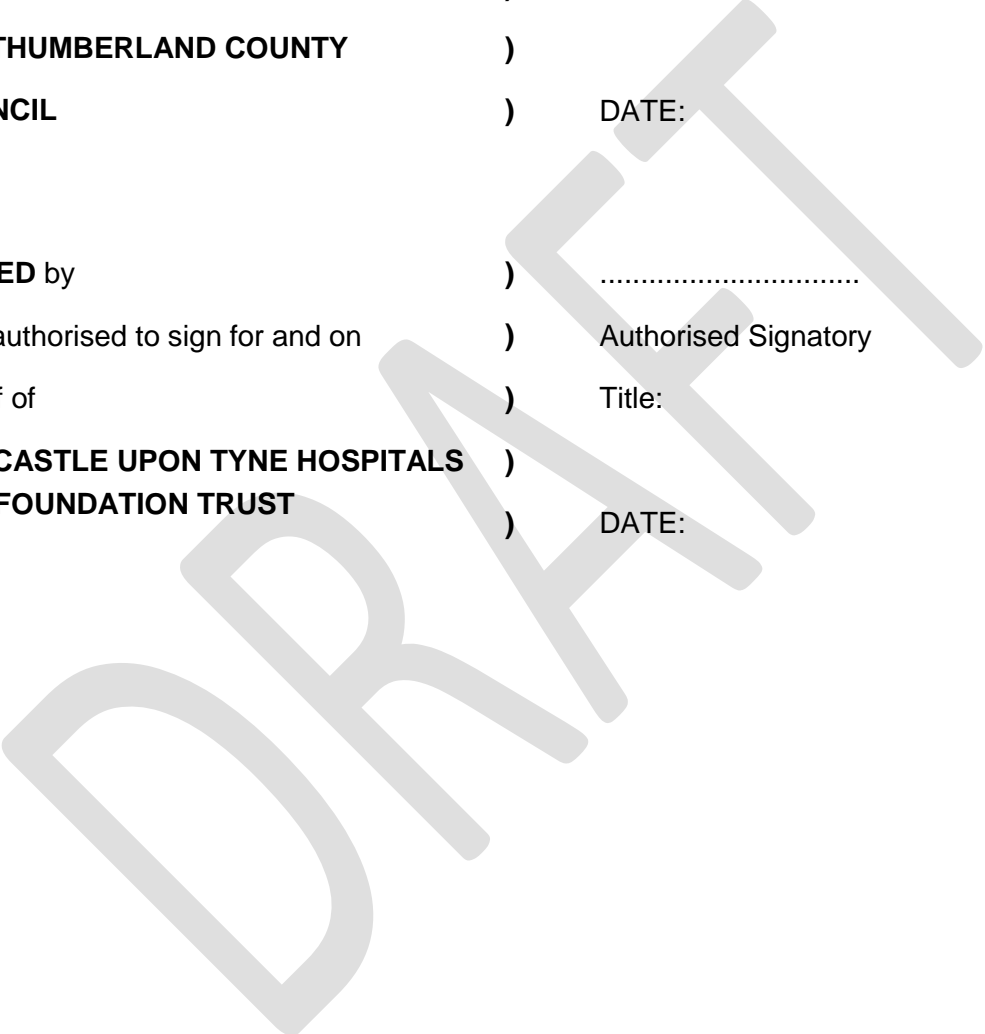 THUMBERLAND COUNTY )
NCIL ) DATE:
ED by ) ................................
authorised to sign for and on ) Authorised Signatory
of ) Title:
CASTLE UPON TYNE HOSPITALS )
FOUNDATION TRUST
) DATE:
DRAFT